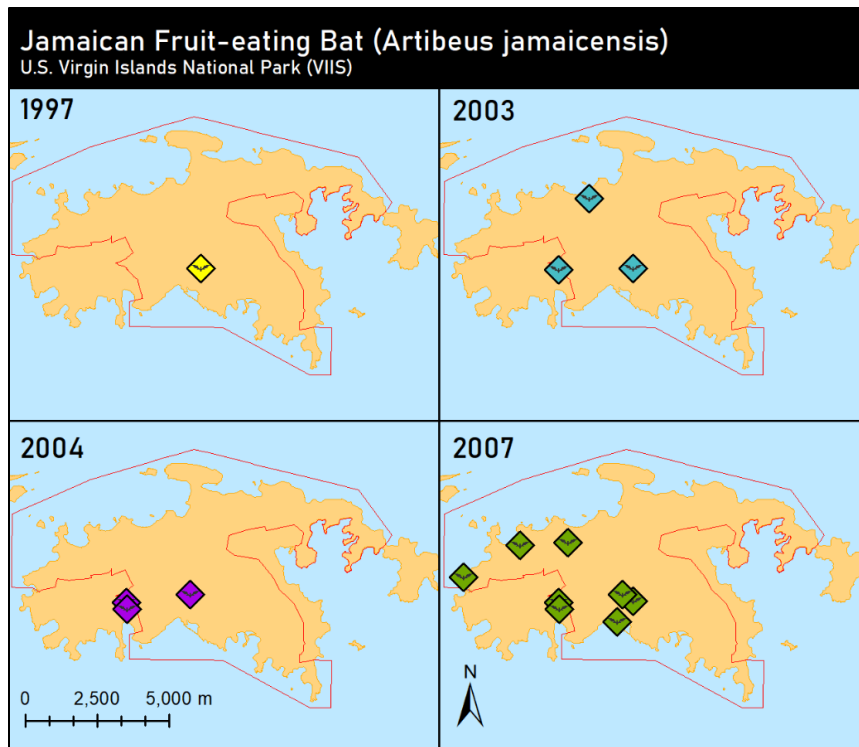 Jamaican Fruit-eating Bat (Artibeus jamaicensis)
U.S. Virgin Islands National Park (VIIS)
1997
2003
2004
2007
0 2,500 5,000 m
N